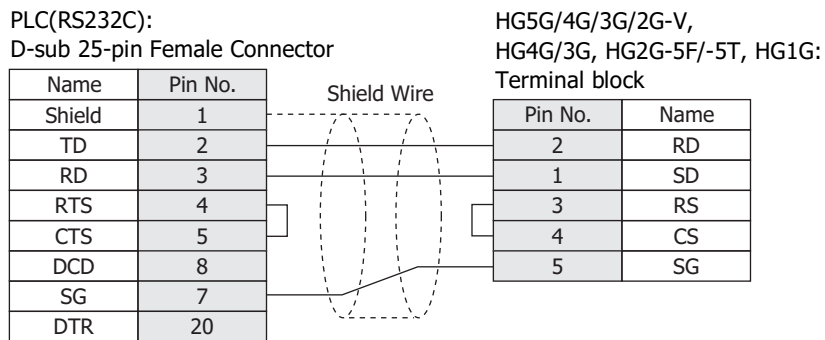 PLC(RS232C):
D-sub 25-pin Female Connector
Name Pin No.
Shield 1
TD 2
RD 3
RTS 4
CTS 5
DCD 8
SG 7
DTR 20
Shield Wire
HG5G/4G/3G/2G-V,
HG4G/3G, HG2G-5F/-5T, HG1G:
Terminal block
Pin No. Name
2 RD
1 SD
3 RS
4 CS
5 SG